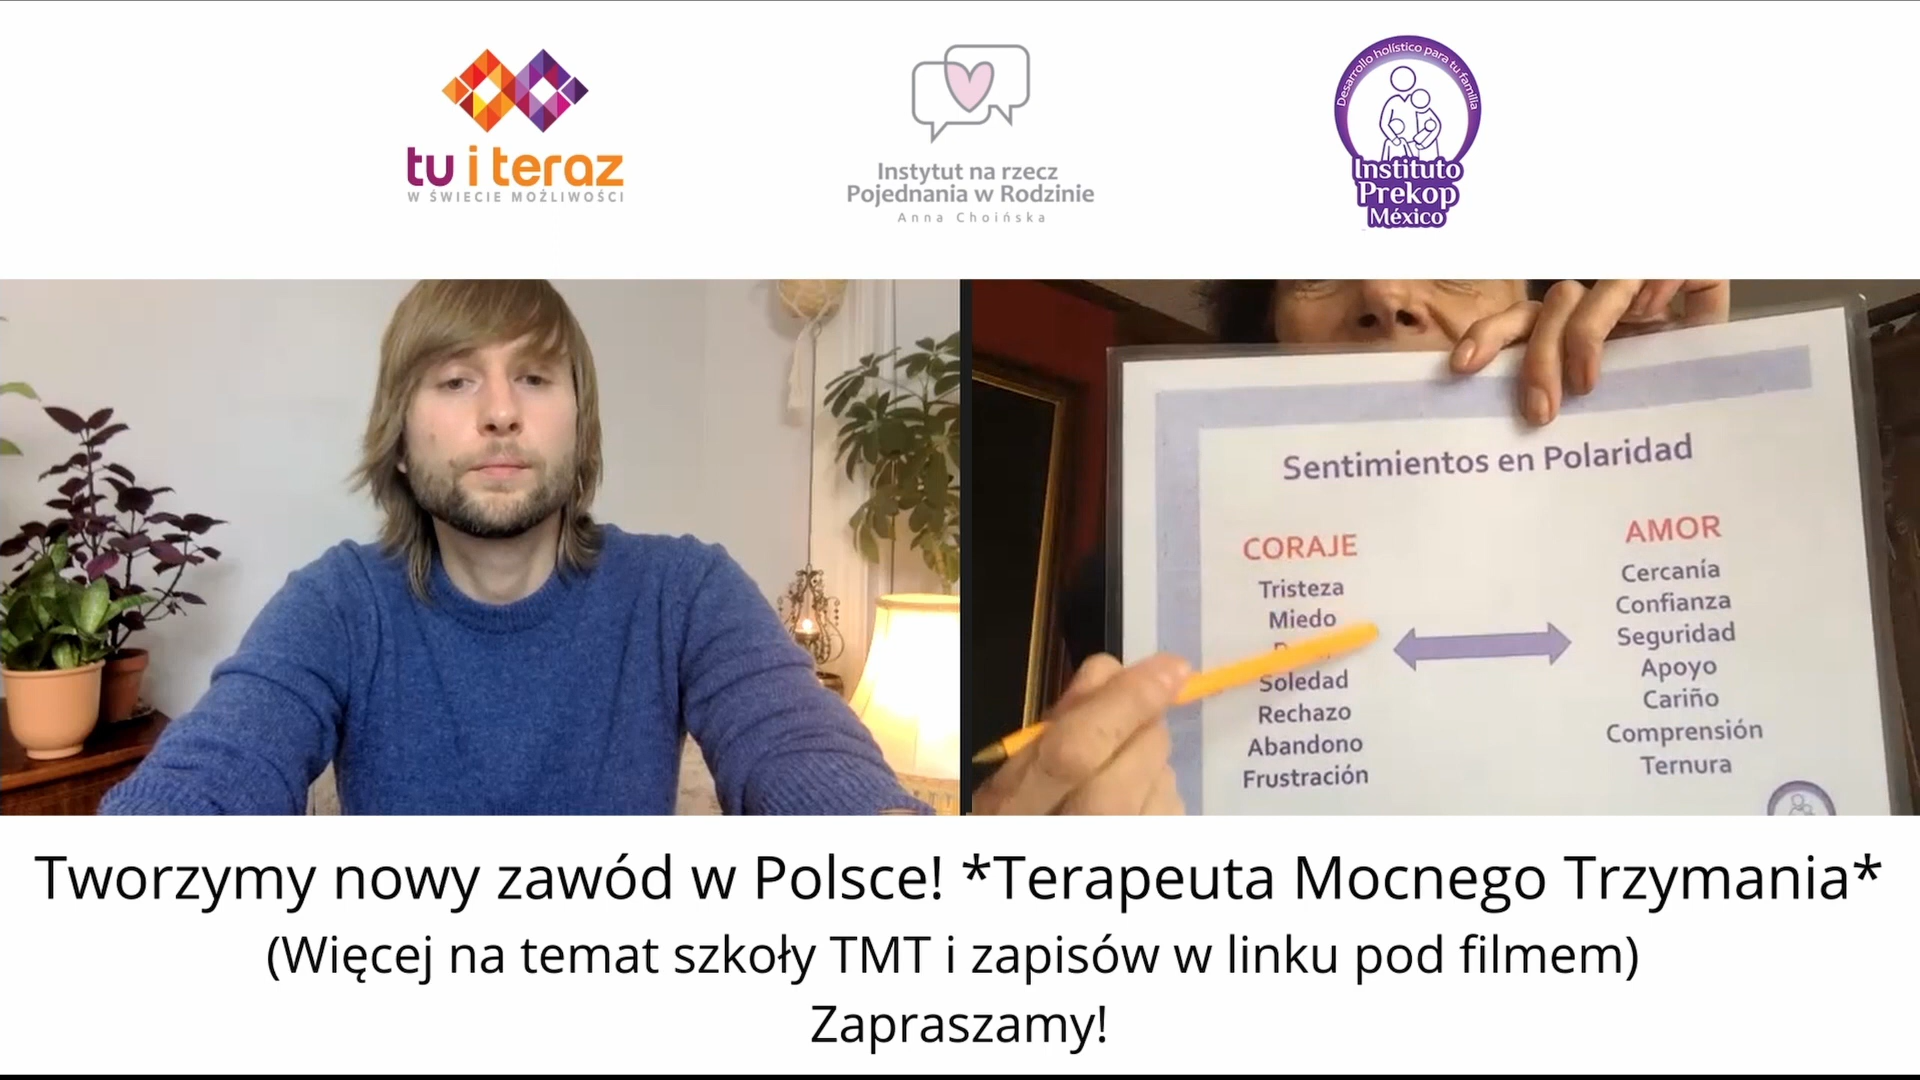 tu i teraz
W ŚWIECIE MOŻLIWOŚCI
Instytut na rzecz
Pojednania w Rodzinie
Anna Choińska
Desarrollo holístico para tu familia
Instituto
Prekop
México
Sentimientos en Polaridad
CORAJE
Tristeza
Miedo
Soledad
Rechazo
Abandono
Frustración
AMOR
Cercanía
Confianza
Seguridad
Apoyo
Cariño
Comprensión
Ternura
Tworzymy nowy zawód w Polsce! *Terapeuta Mocnego Trzymania*
(Więcej na temat szkoły TMT i zapisów w linku pod filmem)
Zapraszamy!